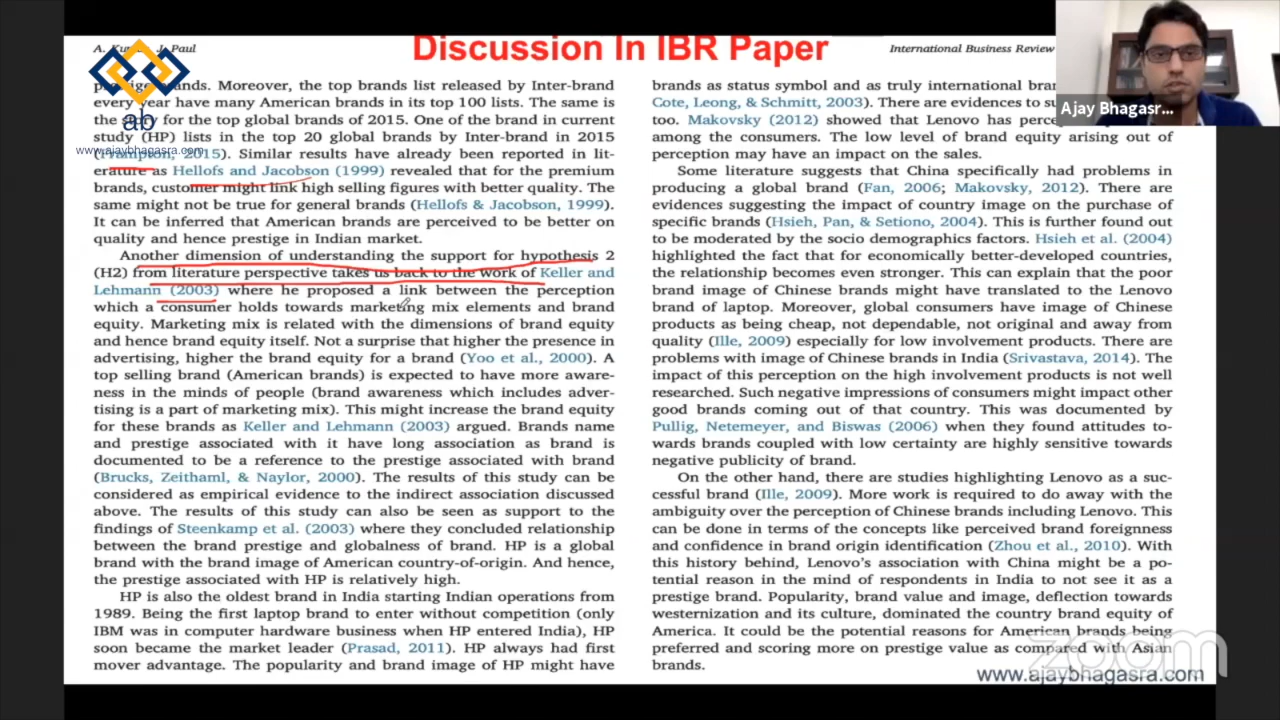 A. Ku J. Paul
Discussion In IBR Paper
International Business Review
Ajay Bhagasr...
ab
www.ajaybhagasra.com
ands. Moreover, the top brands list released by Inter-brand
every year have many American brands in its top 100 lists. The same is
the for the top global brands of 2015. One of the brand in current
study (HP) lists in the top 20 global brands by Inter-brand in 2015
(Frampton, 2015). Similar results have already been reported in lit-
erature as Hellofs and Jacobson (1999) revealed that for the premium
brands, customer might link high selling figures with better quality. The
same might not be true for general brands (Hellofs & Jacobson, 1999).
It can be inferred that American brands are perceived to be better on
quality and hence prestige in Indian market.
Another dimension of understanding the support for hypothesis 2
(H2) from literature perspective takes us back to the work of Keller and
Lehmann (2003) where he proposed a link between the perception
which a consumer holds towards marketing mix elements and brand
equity. Marketing mix is related with the dimensions of brand equity
and hence brand equity itself. Not a surprise that higher the presence in
advertising, higher the brand equity for a brand (Yoo et al., 2000). A
top selling brand (American brands) is expected to have more aware-
ness in the minds of people (brand awareness which includes adver-
tising is a part of marketing mix). This might increase the brand equity
for these brands as Keller and Lehmann (2003) argued. Brands name
and prestige associated with it have long association as brand is
documented to be a reference to the prestige associated with brand
(Brucks, Zeithaml, & Naylor, 2000). The results of this study can be
considered as empirical evidence to the indirect association discussed
above. The results of this study can also be seen as support to the
findings of Steenkamp et al. (2003) where they concluded relationship
between the brand prestige and globalness of brand. HP is a global
brand with the brand image of American country-of-origin. And hence,
the prestige associated with HP is relatively high.
HP is also the oldest brand in India starting Indian operations from
1989. Being the first laptop brand to enter without competition (only
IBM was in computer hardware business when HP entered India), HP
soon became the market leader (Prasad, 2011). HP always had first
mover advantage. The popularity and brand image of HP might have
brands as status symbol and as truly international bran
Cote, Leong, & Schmitt, 2003). There are evidences to su
too. Makovsky (2012) showed that Lenovo has perce
among the consumers. The low level of brand equity arising out of
perception may have an impact on the sales.
Some literature suggests that China specifically had problems in
producing a global brand (Fan, 2006; Makovsky, 2012). There are
evidences suggesting the impact of country image on the purchase of
specific brands (Hsieh, Pan, & Setiono, 2004). This is further found out
to be moderated by the socio demographics factors. Hsieh et al. (2004)
highlighted the fact that for economically better-developed countries,
the relationship becomes even stronger. This can explain that the poor
brand image of Chinese brands might have translated to the Lenovo
brand of laptop. Moreover, global consumers have image of Chinese
products as being cheap, not dependable, not original and away from
quality (Ille, 2009) especially for low involvement products. There are
problems with image of Chinese brands in India (Srivastava, 2014). The
impact of this perception on the high involvement products is not well
researched. Such negative impressions of consumers might impact other
good brands coming out of that country. This was documented by
Pullig, Netemeyer, and Biswas (2006) when they found attitudes to-
wards brands coupled with low certainty are highly sensitive towards
negative publicity of brand.
On the other hand, there are studies highlighting Lenovo as a suc-
cessful brand (Ille, 2009). More work is required to do away with the
ambiguity over the perception of Chinese brands including Lenovo. This
can be done in terms of the concepts like perceived brand foreignness
and confidence in brand origin identification (Zhou et al., 2010). With
this history behind, Lenovo's association with China might be a po-
tential reason in the mind of respondents in India to not see it as a
prestige brand. Popularity, brand value and image, deflection towards
westernization and its culture, dominated the country brand equity of
America. It could be the potential reasons for American brands being
preferred and scoring more on prestige value as compared with Asian
brands.
zoom
www.ajaybhagasra.com